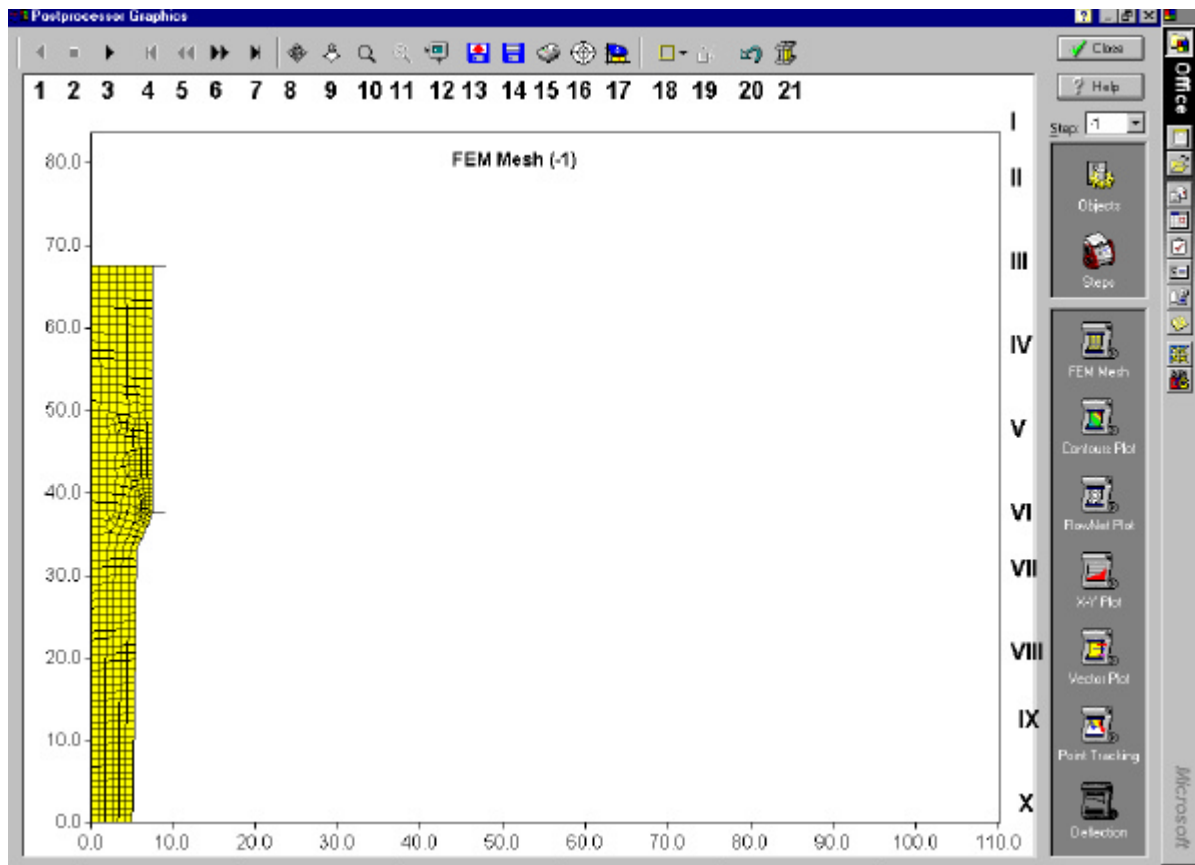 Postprocessor Graphics
Close
1 2 3 4 5 6 7 8 9 10 11 12 13 14 15 16 17 18 19 20 21
Help
Office
I
Step: -1
FEM Mesh (-1)
80.0
II
Objects
70.0
III
Steps
60.0
IV
FEM Mesh
50.0
V
Contours Plot
40.0
VI
FlowNet Plot
30.0
VII
X-Y Plot
20.0
VIII
Vector Plot
10.0
IX
Point Tracking
X
Deflection
0.0
0.0 10.0 20.0 30.0 40.0 50.0 60.0 70.0 80.0 90.0 100.0 110.0
Microsoft